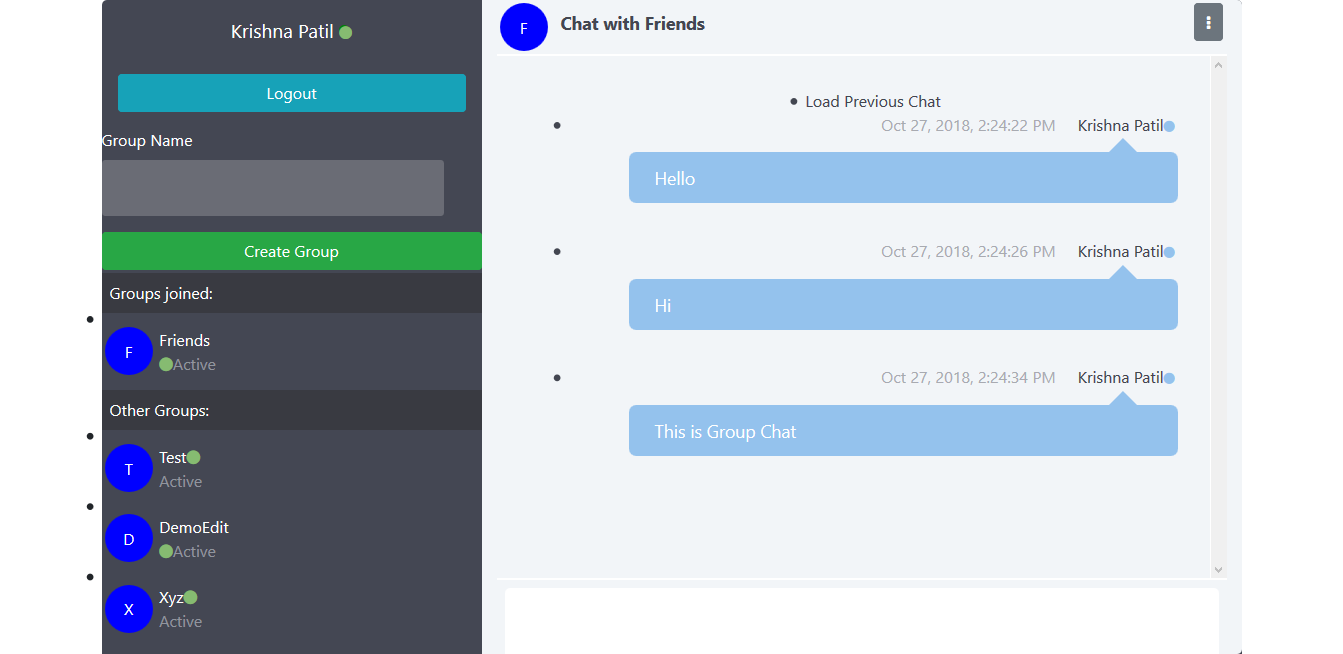 Krishna Patil
Logout
Group Name
Create Group
Groups joined:
F
Friends
Active
Other Groups:
T
Test
Active
D
DemoEdit
Active
X
Xyz
Active
F
Chat with Friends
Load Previous Chat
Oct 27, 2018, 2:24:22 PM Krishna Patil
Hello
Oct 27, 2018, 2:24:26 PM Krishna Patil
Hi
Oct 27, 2018, 2:24:34 PM Krishna Patil
This is Group Chat